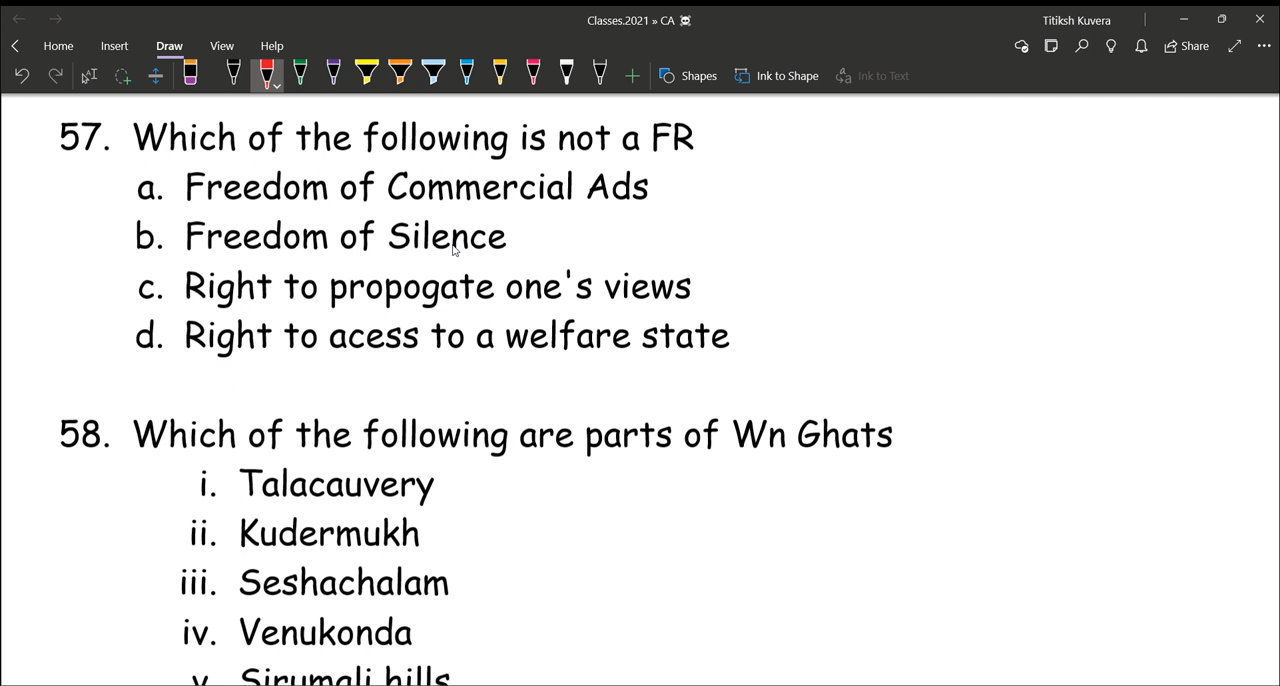 Classes.2021 » CA
Titiksh Kuvera
Home Insert Draw View Help
Share
Shapes Ink to Shape Ink to Text
57. Which of the following is not a FR
a. Freedom of Commercial Ads
b. Freedom of Silence
c. Right to propogate one's views
d. Right to acess to a welfare state
58. Which of the following are parts of Wn Ghats
i. Talacauvery
ii. Kudermukh
iii. Seshachalam
iv. Venukonda
v. Sirumali hills